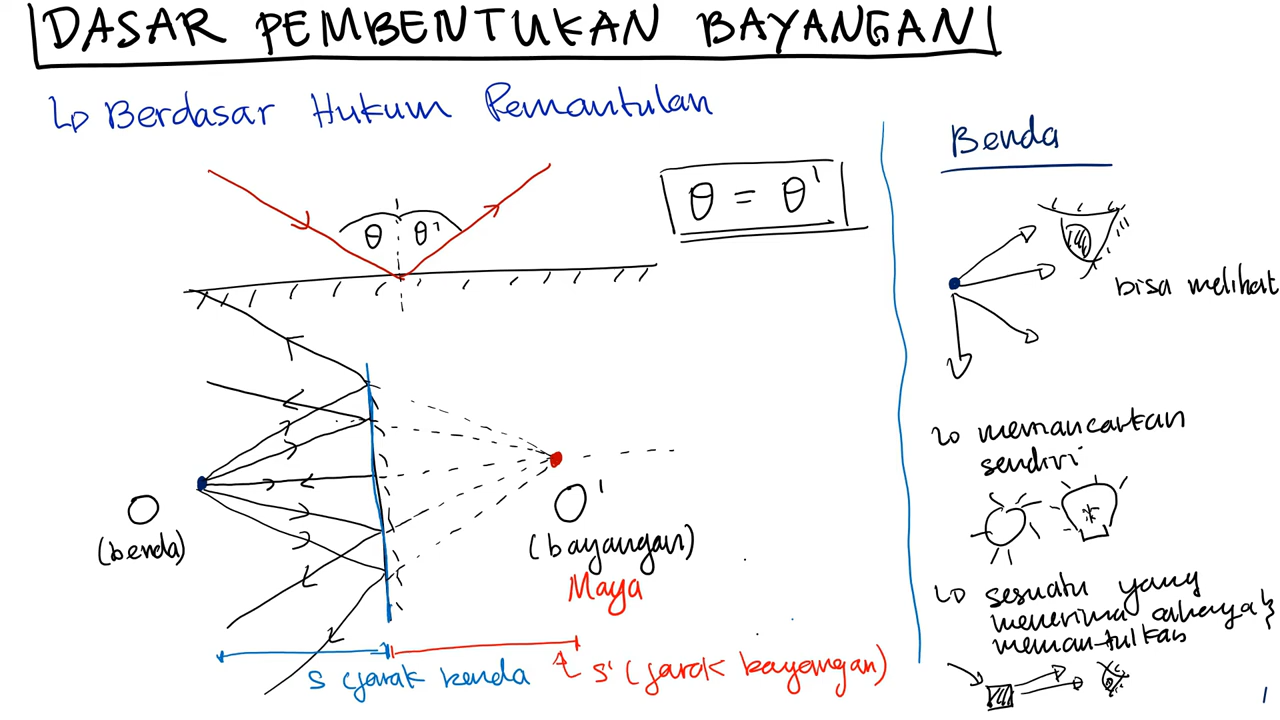 DASAR PEMBENTUKAN BAYANGAN
↳ Berdasar Hukum Pemantulan
θ = θ'
θ θ'
O
(benda)
O'
(bayangan)
Maya
s (jarak benda
s' (jarak bayangan)
Benda
bisa melihat
↳ memancarkan
sendiri
↳ sesuatu yang
menerima cahaya &
memantulkan
1